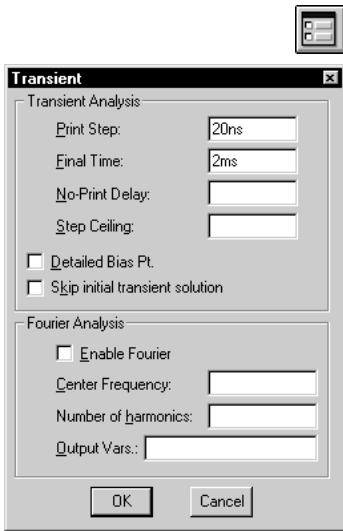 Transient
Transient Analysis
Print Step: 20ns
Final Time: 2ms
No-Print Delay:
Step Ceiling:
Detailed Bias Pt.
Skip initial transient solution
Fourier Analysis
Enable Fourier
Center Frequency:
Number of harmonics:
Output Vars.:
OK Cancel